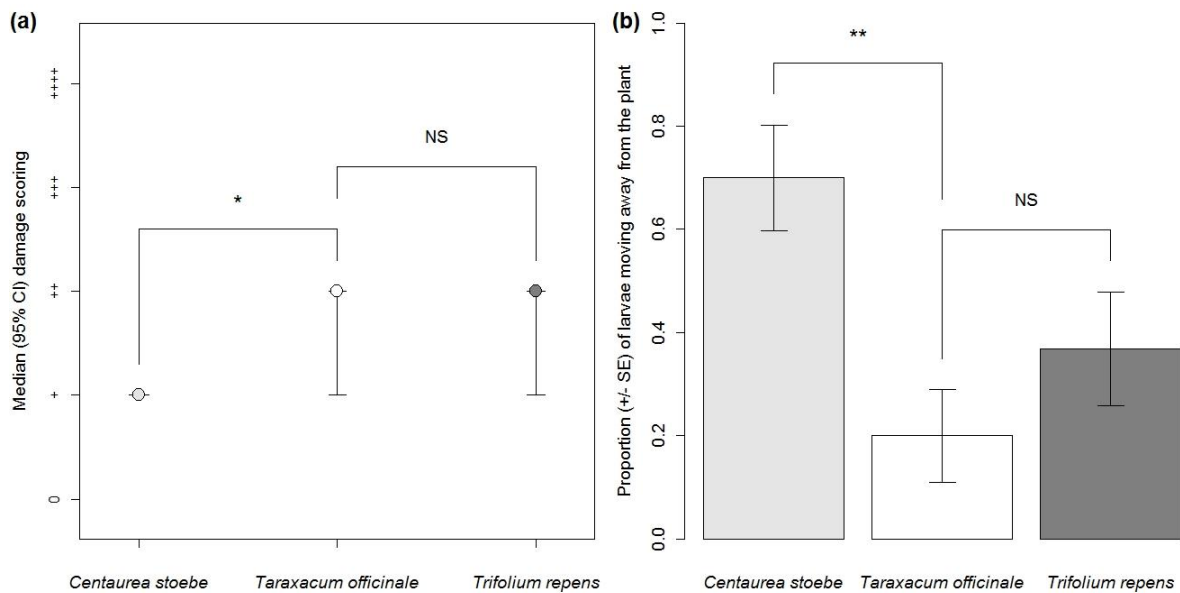 (a)
Median (95% CI) damage scoring
++++
+++
++
+
0
*
NS
Centaurea stoebe
Taraxacum officinale
Trifolium repens
(b)
Proportion (+/- SE) of larvae moving away from the plant
1.0
0.8
0.6
0.4
0.2
0.0
**
NS
Centaurea stoebe
Taraxacum officinale
Trifolium repens